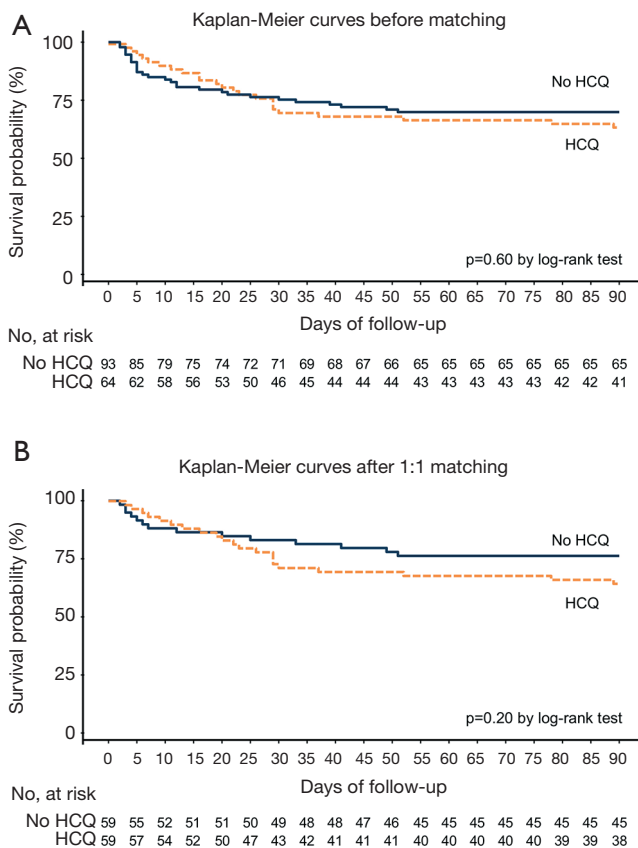 A
Kaplan-Meier curves before matching
100
75
50
25
0
Survival probability (%)
No HCQ
HCQ
p=0.60 by log-rank test
0 5 10 15 20 25 30 35 40 45 50 55 60 65 70 75 80 85 90
Days of follow-up
No, at risk
No HCQ 93 85 79 75 74 72 71 69 68 67 66 65 65 65 65 65 65 65 65
HCQ 64 62 58 56 53 50 46 45 44 44 44 43 43 43 43 43 42 42 41
B
Kaplan-Meier curves after 1:1 matching
100
75
50
25
0
Survival probability (%)
No HCQ
HCQ
p=0.20 by log-rank test
0 5 10 15 20 25 30 35 40 45 50 55 60 65 70 75 80 85 90
Days of follow-up
No, at risk
No HCQ 59 55 52 51 51 50 49 48 48 47 46 45 45 45 45 45 45 45 45
HCQ 59 57 54 52 50 47 43 42 41 41 41 40 40 40 40 40 39 39 38